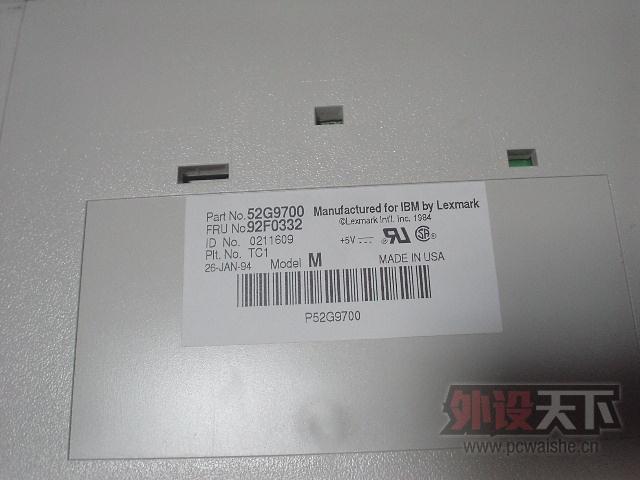 Part No. 52G9700 Manufactured for IBM by Lexmark
FRU No. 92F0332 ©Lexmark Int'l. Inc. 1984
ID No. 0211609 +5V
Plt. No. TC1
26-JAN-94 Model M MADE IN USA
P52G9700
外设天下
www.pcwaishe.cn